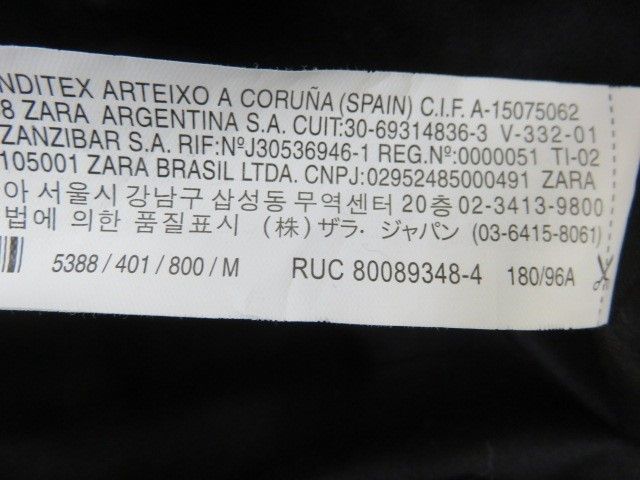 NDITEX ARTEIXO A CORUÑA (SPAIN) C.I.F. A-15075062
8 ZARA ARGENTINA S.A. CUIT:30-69314836-3 V-332-01
ZANZIBAR S.A. RIF:NºJ30536946-1 REG.Nº:0000051 TI-02
105001 ZARA BRASIL LTDA. CNPJ:02952485000491 ZARA
아 서울시 강남구 삼성동 무역센터 20층 02-3413-9800
법에 의한 품질표시 (株) ザラ・ジャパン (03-6415-8061)
5388 / 401 / 800 / M RUC 80089348-4 180/96A